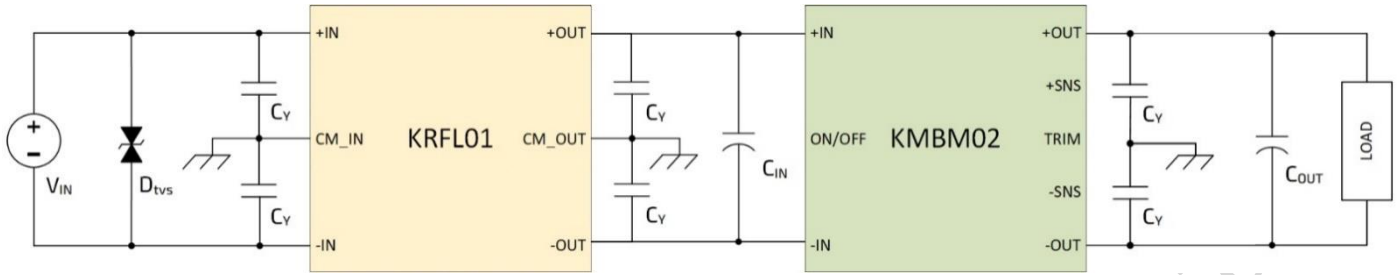 +IN
+OUT
+IN
+OUT
+
-
V_IN
D_tvs
C_Y
C_Y
CM_IN
KRFL01
CM_OUT
C_Y
C_Y
C_IN
ON/OFF
KMBM02
+SNS
TRIM
-SNS
C_Y
C_Y
C_OUT
LOAD
-IN
-OUT
-IN
-OUT